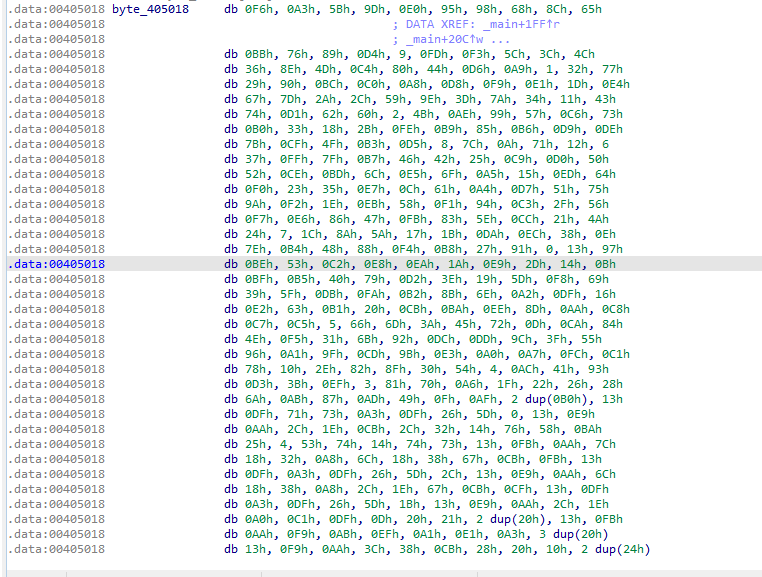 .data:00405018 byte_405018 db 0F6h, 0A3h, 5Bh, 9Dh, 0E0h, 95h, 98h, 68h, 8Ch, 65h
.data:00405018 ; DATA XREF: _main+1FF↑r
.data:00405018 ; _main+20C↑w ...
.data:00405018 db 0BBh, 76h, 89h, 0D4h, 9, 0FDh, 0F3h, 5Ch, 3Ch, 4Ch
.data:00405018 db 36h, 8Eh, 4Dh, 0C4h, 80h, 44h, 0D6h, 0A9h, 1, 32h, 77h
.data:00405018 db 29h, 90h, 0BCh, 0C0h, 0A8h, 0D8h, 0F9h, 0E1h, 1Dh, 0E4h
.data:00405018 db 67h, 7Dh, 2Ah, 2Ch, 59h, 9Eh, 3Dh, 7Ah, 34h, 11h, 43h
.data:00405018 db 74h, 0D1h, 62h, 60h, 2, 4Bh, 0AEh, 99h, 57h, 0C6h, 73h
.data:00405018 db 0B0h, 33h, 18h, 2Bh, 0FEh, 0B9h, 85h, 0B6h, 0D9h, 0DEh
.data:00405018 db 7Bh, 0CFh, 4Fh, 0B3h, 0D5h, 8, 7Ch, 0Ah, 71h, 12h, 6
.data:00405018 db 37h, 0FFh, 7Fh, 0B7h, 46h, 42h, 25h, 0C9h, 0D0h, 50h
.data:00405018 db 52h, 0CEh, 0BDh, 6Ch, 0E5h, 6Fh, 0A5h, 15h, 0EDh, 64h
.data:00405018 db 0F0h, 23h, 35h, 0E7h, 0Ch, 61h, 0A4h, 0D7h, 51h, 75h
.data:00405018 db 9Ah, 0F2h, 1Eh, 0EBh, 58h, 0F1h, 94h, 0C3h, 2Fh, 56h
.data:00405018 db 0F7h, 0E6h, 86h, 47h, 0FBh, 83h, 5Eh, 0CCh, 21h, 4Ah
.data:00405018 db 24h, 7, 1Ch, 8Ah, 5Ah, 17h, 1Bh, 0DAh, 0ECh, 38h, 0Eh
.data:00405018 db 7Eh, 0B4h, 48h, 88h, 0F4h, 0B8h, 27h, 91h, 0, 13h, 97h
.data:00405018 db 0BEh, 53h, 0C2h, 0E8h, 0EAh, 1Ah, 0E9h, 2Dh, 14h, 0Bh
.data:00405018 db 0BFh, 0B5h, 40h, 79h, 0D2h, 3Eh, 19h, 5Dh, 0F8h, 69h
.data:00405018 db 39h, 5Fh, 0DBh, 0FAh, 0B2h, 8Bh, 6Eh, 0A2h, 0DFh, 16h
.data:00405018 db 0E2h, 63h, 0B1h, 20h, 0CBh, 0BAh, 0EEh, 8Dh, 0AAh, 0C8h
.data:00405018 db 0C7h, 0C5h, 5, 66h, 6Dh, 3Ah, 45h, 72h, 0Dh, 0CAh, 84h
.data:00405018 db 4Eh, 0F5h, 31h, 6Bh, 92h, 0DCh, 0DDh, 9Ch, 3Fh, 55h
.data:00405018 db 96h, 0A1h, 9Fh, 0CDh, 9Bh, 0E3h, 0A0h, 0A7h, 0FCh, 0C1h
.data:00405018 db 78h, 10h, 2Eh, 82h, 8Fh, 30h, 54h, 4, 0ACh, 41h, 93h
.data:00405018 db 0D3h, 3Bh, 0EFh, 3, 81h, 70h, 0A6h, 1Fh, 22h, 26h, 28h
.data:00405018 db 6Ah, 0ABh, 87h, 0ADh, 49h, 0Fh, 0AFh, 2 dup(0B0h), 13h
.data:00405018 db 0DFh, 71h, 73h, 0A3h, 0DFh, 26h, 5Dh, 0, 13h, 0E9h
.data:00405018 db 0AAh, 2Ch, 1Eh, 0CBh, 2Ch, 32h, 14h, 76h, 58h, 0BAh
.data:00405018 db 25h, 4, 53h, 74h, 14h, 74h, 73h, 13h, 0FBh, 0AAh, 7Ch
.data:00405018 db 18h, 32h, 0A8h, 6Ch, 18h, 38h, 67h, 0CBh, 0FBh, 13h
.data:00405018 db 0DFh, 0A3h, 0DFh, 26h, 5Dh, 2Ch, 13h, 0E9h, 0AAh, 6Ch
.data:00405018 db 18h, 38h, 0A8h, 2Ch, 1Eh, 67h, 0CBh, 0CFh, 13h, 0DFh
.data:00405018 db 0A3h, 0DFh, 26h, 5Dh, 1Bh, 13h, 0E9h, 0AAh, 2Ch, 1Eh
.data:00405018 db 0A0h, 0C1h, 0DFh, 0Dh, 20h, 21h, 2 dup(20h), 13h, 0FBh
.data:00405018 db 0AAh, 0F9h, 0ABh, 0EFh, 0A1h, 0E1h, 0A3h, 3 dup(20h)
.data:00405018 db 13h, 0F9h, 0AAh, 3Ch, 38h, 0CBh, 28h, 20h, 10h, 2 dup(24h)